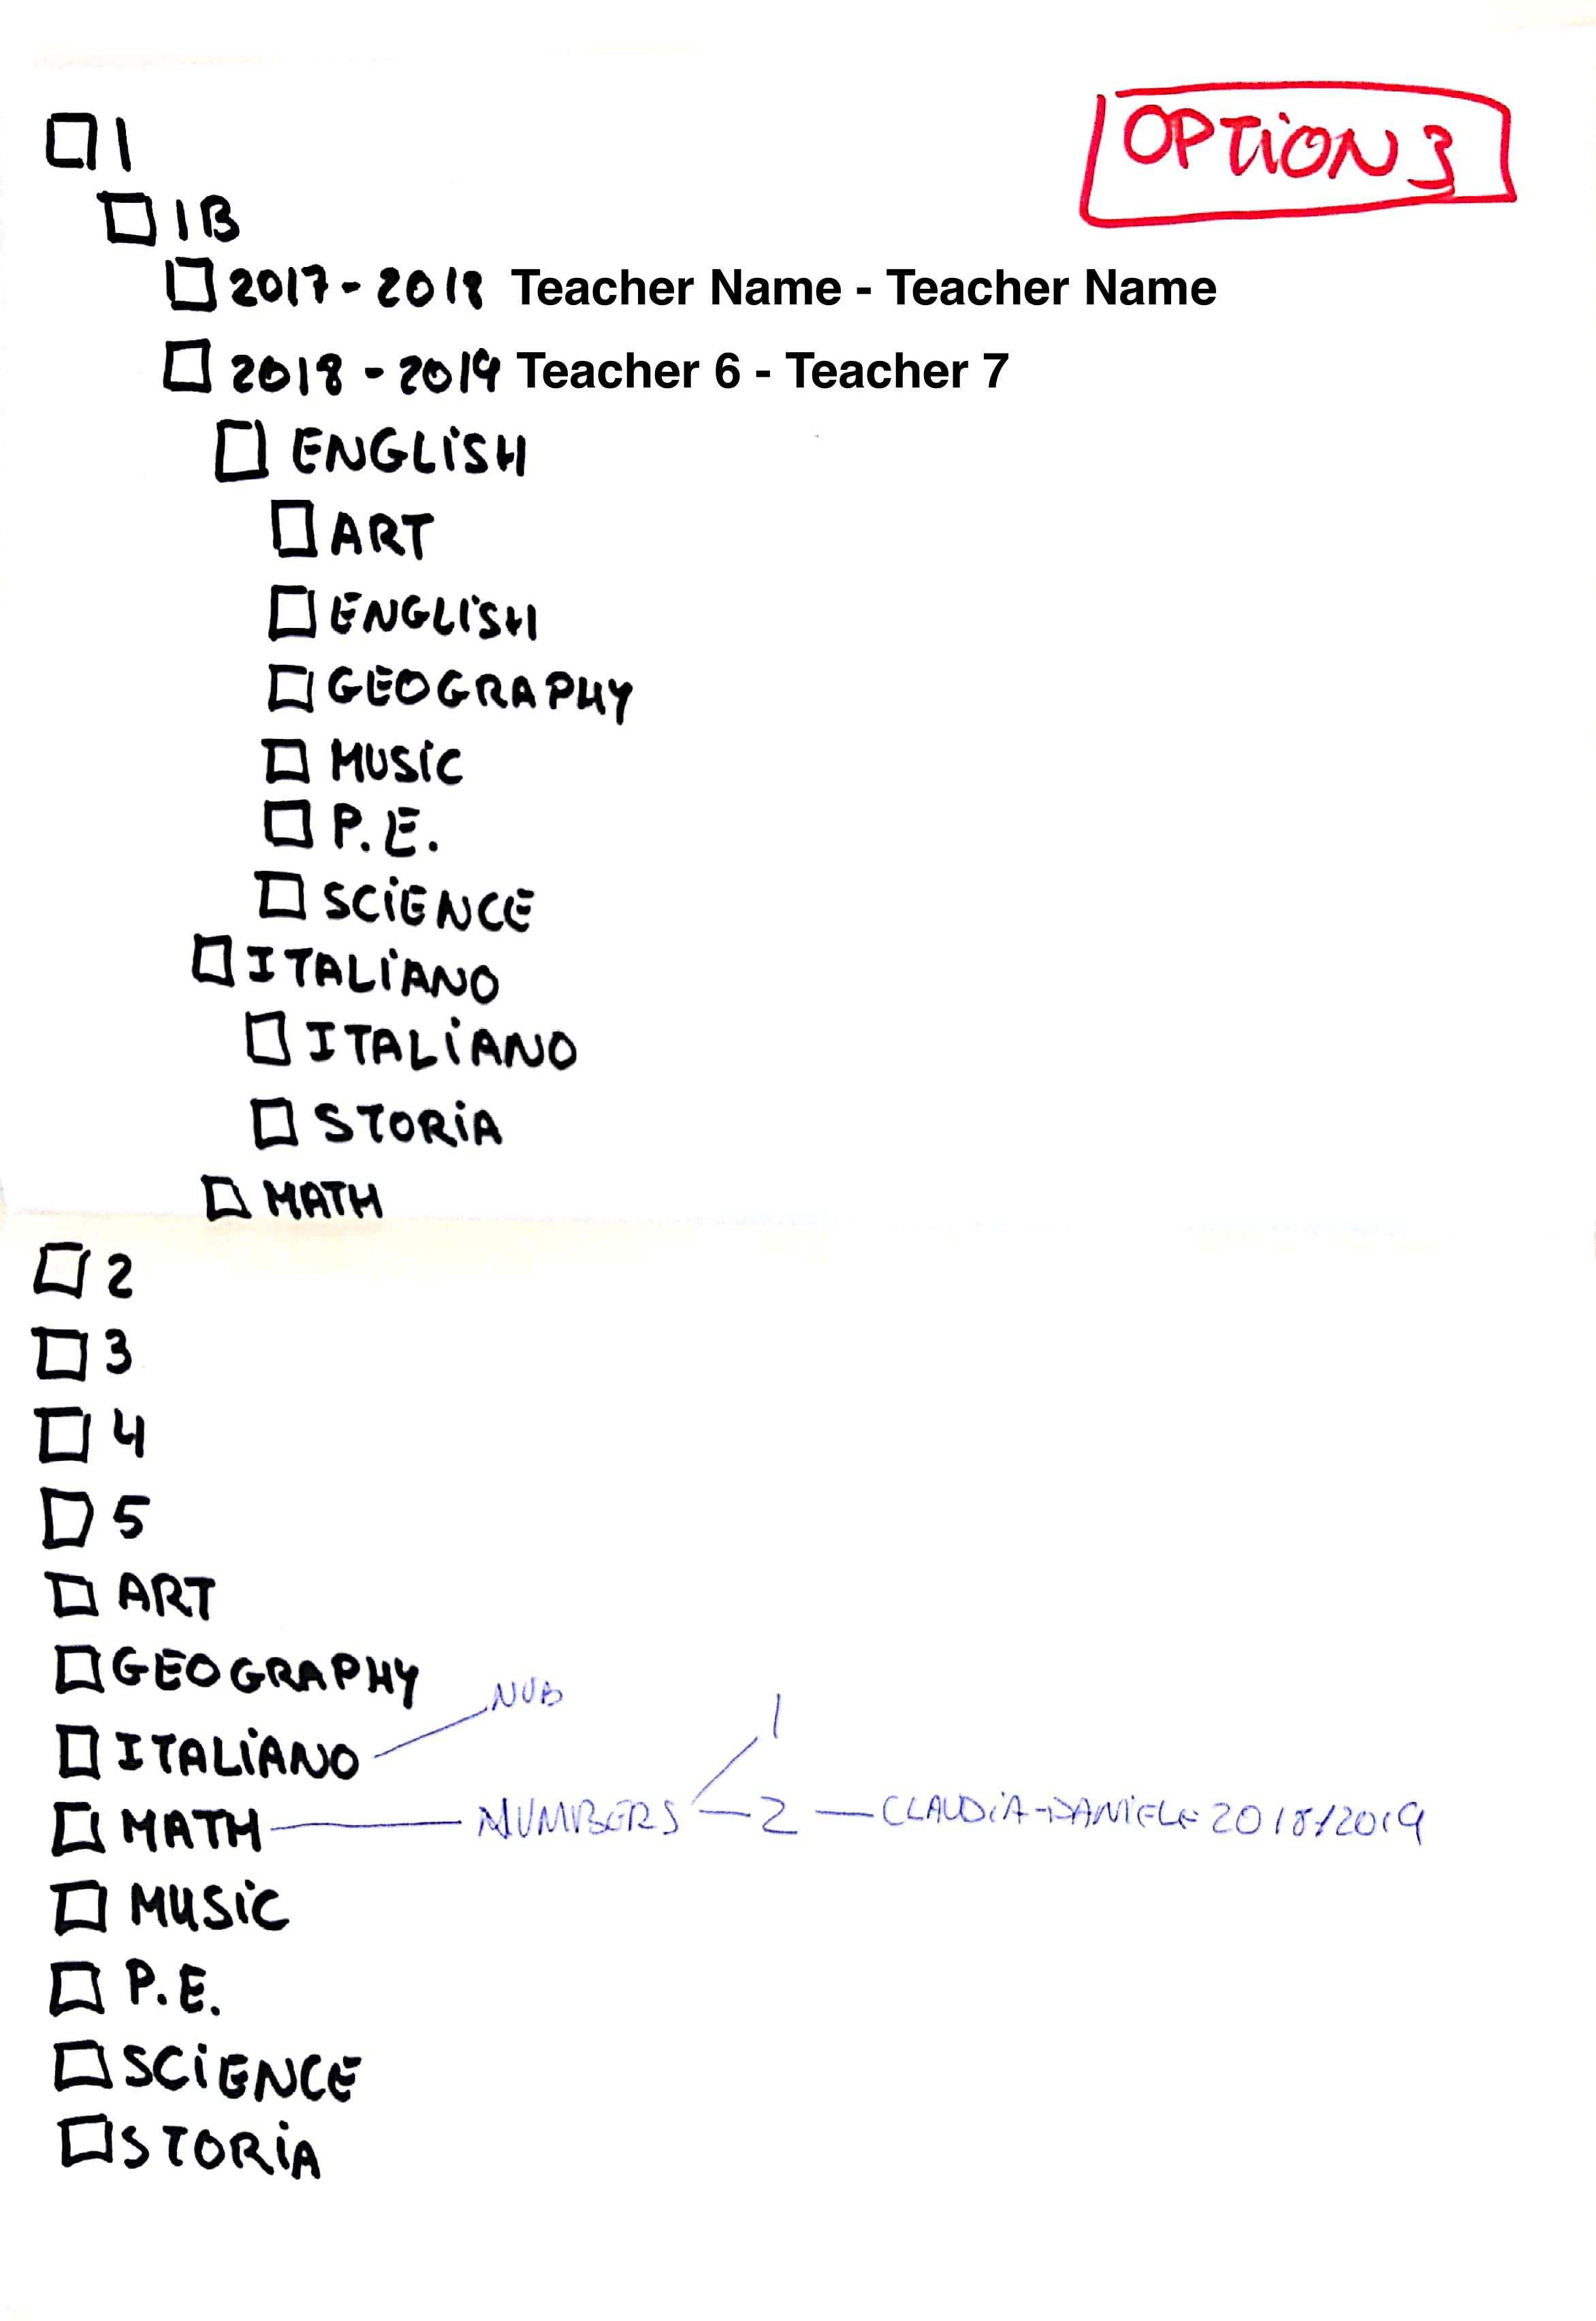 OPTION 3
1
1B
2017-2018 Teacher Name - Teacher Name
2018-2019 Teacher 6 - Teacher 7
ENGLISH
ART
ENGLISH
GEOGRAPHY
MUSIC
P.E.
SCIENCE
ITALIANO
ITALIANO
STORIA
MATH
2
3
4
5
ART
GEOGRAPHY
ITALIANO
1
MATH NUMBERS 2 CLAUDIA-DANIELE 2018/2019
MUSIC
P.E.
SCIENCE
STORIA